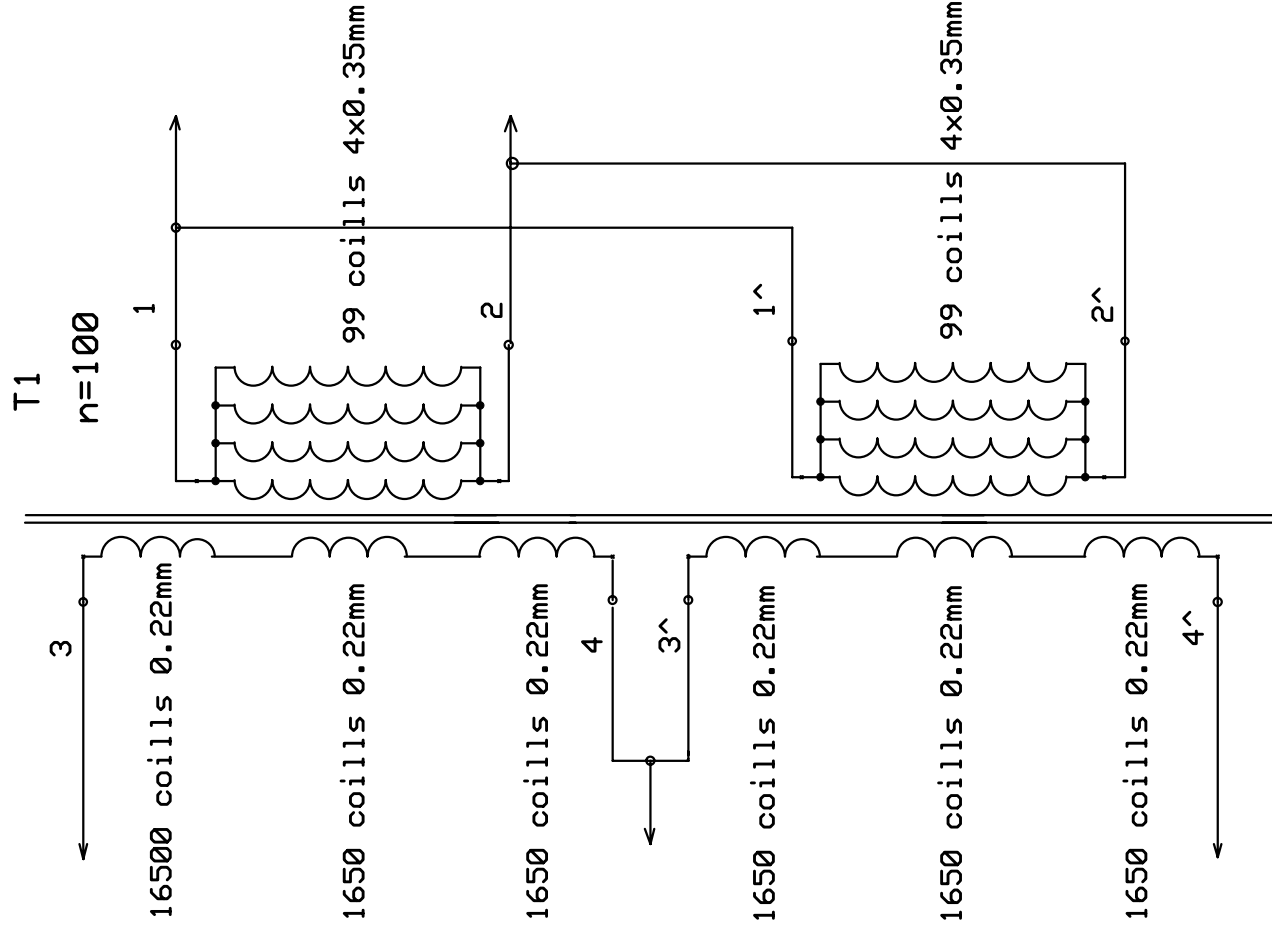 T1
n=100
1
99 coills 4x0.35mm
2
1^
99 coills 4x0.35mm
2^
3
16500 coills 0.22mm
1650 coills 0.22mm
1650 coills 0.22mm
4
3^
1650 coills 0.22mm
1650 coills 0.22mm
1650 coills 0.22mm
4^